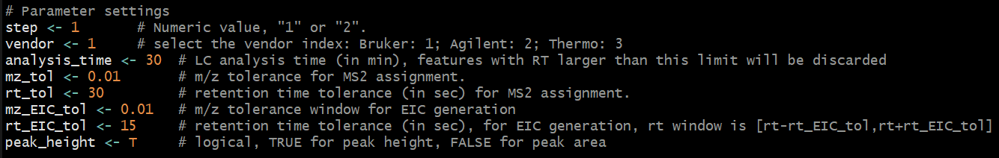 # Parameter settings
step <- 1 # Numeric value, "1" or "2".
vendor <- 1 # select the vendor index: Bruker: 1; Agilent: 2; Thermo: 3
analysis_time <- 30 # LC analysis time (in min), features with RT larger than this limit will be discarded
mz_tol <- 0.01 # m/z tolerance for MS2 assignment.
rt_tol <- 30 # retention time tolerance (in sec) for MS2 assignment.
mz_EIC_tol <- 0.01 # m/z tolerance window for EIC generation
rt_EIC_tol <- 15 # retention time tolerance (in sec), for EIC generation, rt window is [rt-rt_EIC_tol,rt+rt_EIC_tol]
peak_height <- T # logical, TRUE for peak height, FALSE for peak area